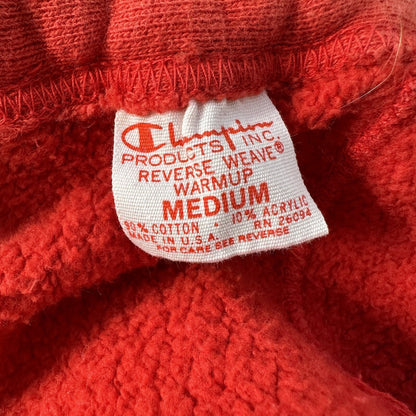 Champion
PRODUCTS INC.
REVERSE WEAVE®
WARMUP
MEDIUM
90% COTTON • 10% ACRYLIC
MADE IN U.S.A. RN 26094
FOR CARE SEE REVERSE